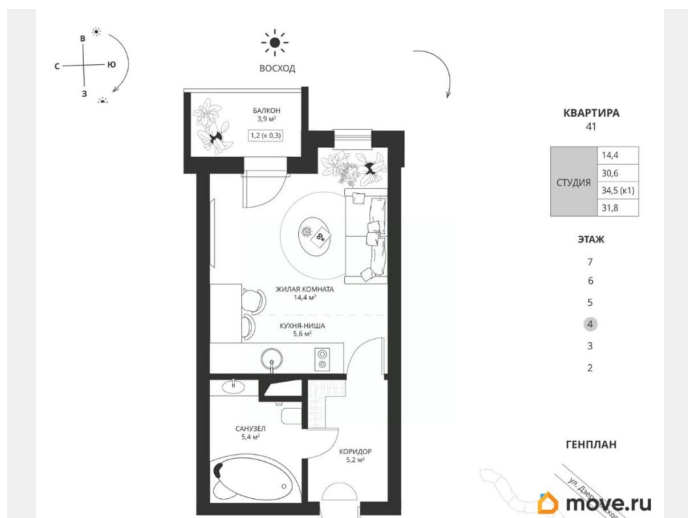 В
С
Ю
З
ВОСХОД
БАЛКОН
3,9 м²
1,2 (к 0,3)
ЖИЛАЯ КОМНАТА
14,4 м²
КУХНЯ-НИША
5,6 м²
САНУЗЕЛ
5,4 м²
КОРИДОР
5,2 м²
КВАРТИРА
41
СТУДИЯ
14,4
30,6
34,5 (к1)
31,8
ЭТАЖ
7
6
5
4
3
2
ГЕНПЛАН
ул.
move.ru